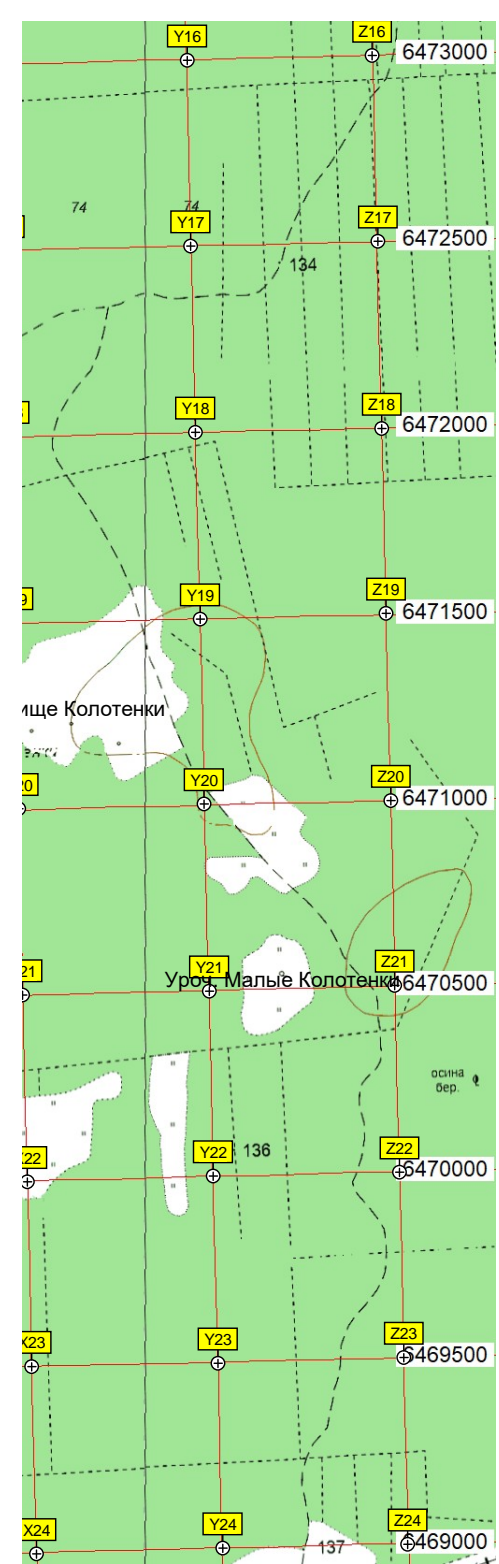 Y16
Z16
6473000
74
74
Y17
Z17
6472500
134
Y18
Z18
6472000
Y19
Z19
6471500
ище Колотенки
Y20
Z20
6471000
Y21
Z21
Уроч. Малые Колотенки
6470500
осина
бер.
Y22
Z22
136
6470000
X23
Y23
Z23
6469500
X24
Y24
Z24
6469000
137